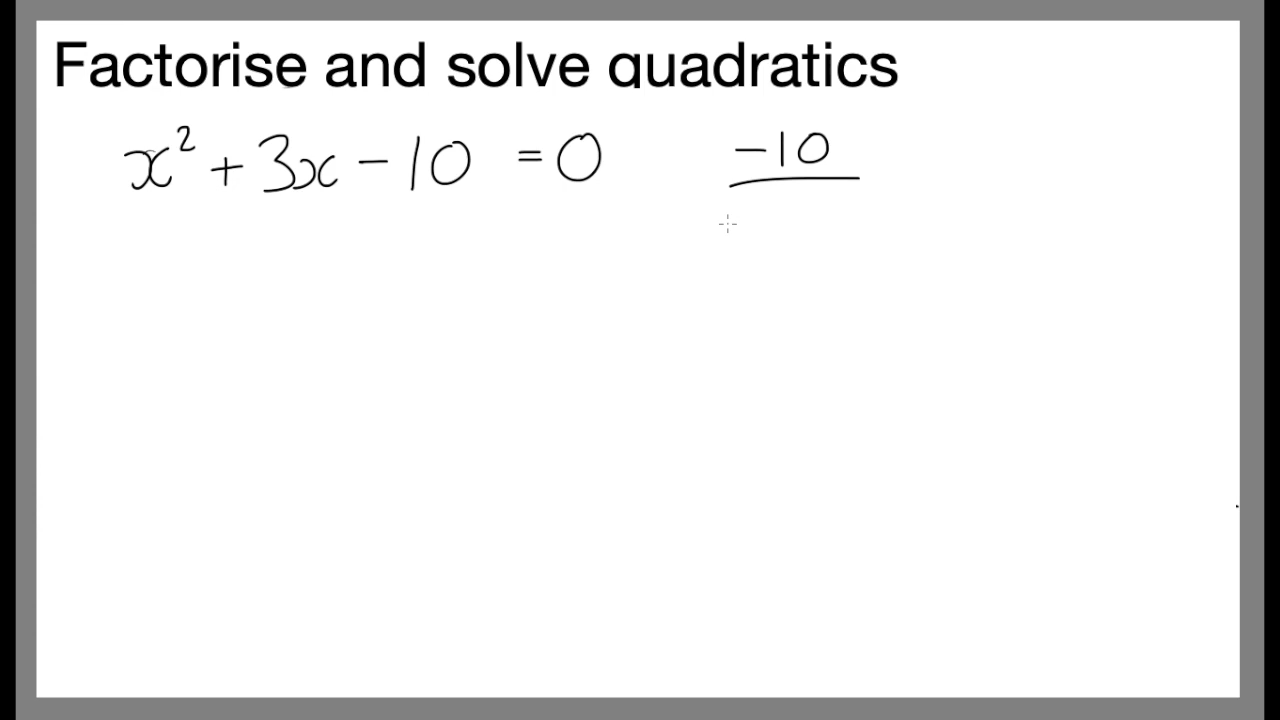 Factorise and solve quadratics
x² + 3x - 10 = 0
-10